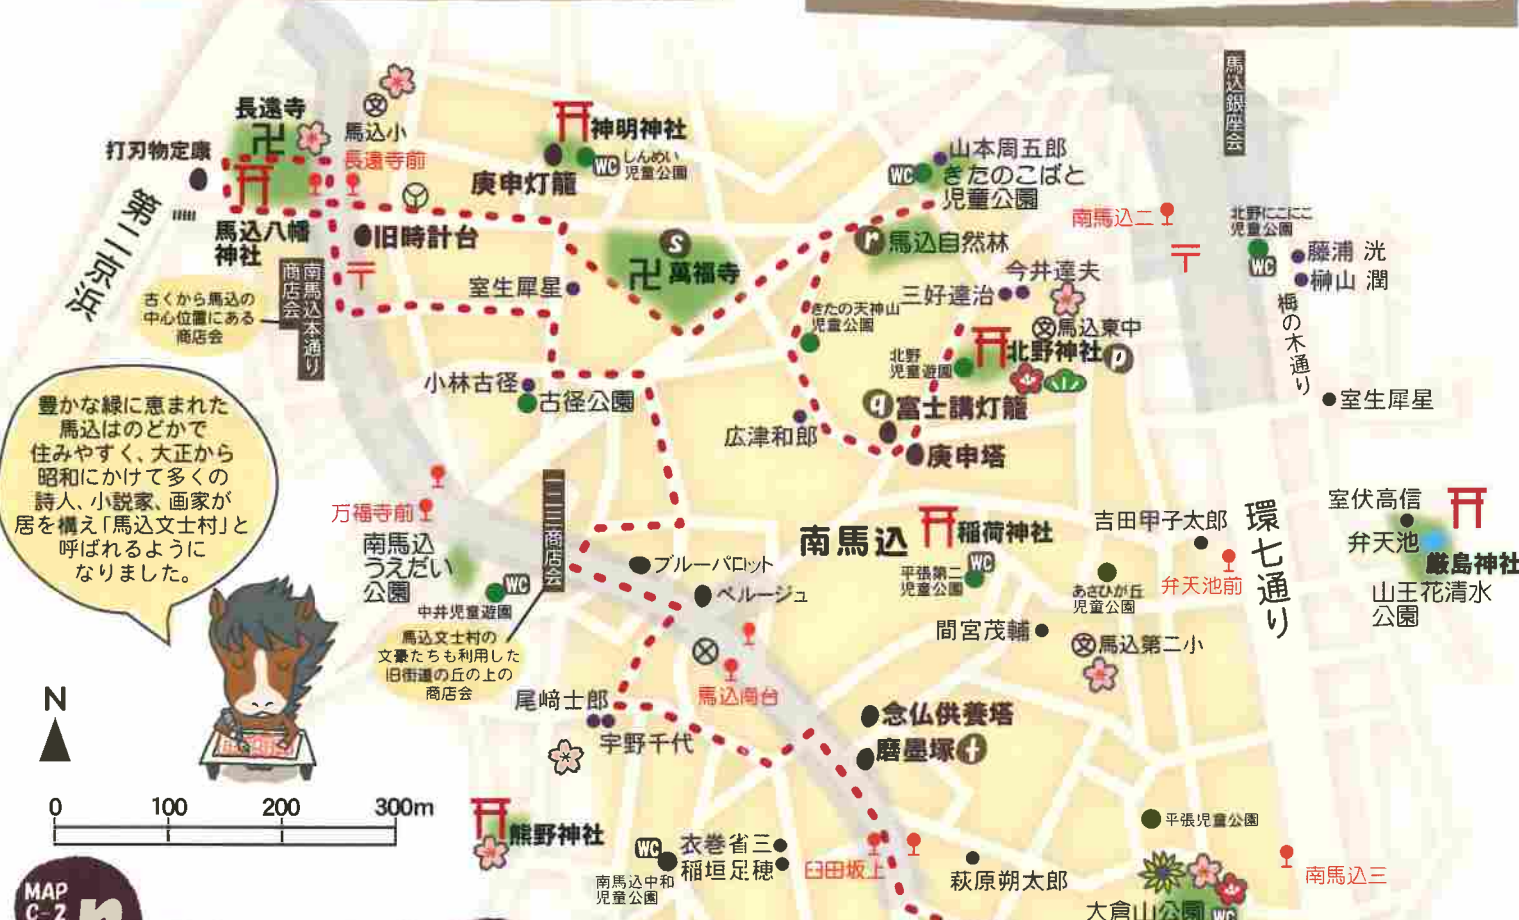 馬込銀座会
長遠寺
馬込小
長遠寺前
打刃物定康
馬込八幡
神社
第二京浜
旧時計台
神明神社
しんめい
児童公園
WC
庚申灯籠
山本周五郎
きたのこばと
児童公園
WC
南馬込二
北野にこにこ
児童公園
WC
藤浦 洸
榊山 潤
梅の木通り
室生犀星
S
萬福寺
r
馬込自然林
今井達夫
三好達治
馬込東中
北野神社
p
北野
児童遊園
きたの天神山
児童公園
室生犀星
南馬込本通り
商店会
古くから馬込の
中心位置にある
商店会
小林古径
古径公園
q
富士講灯籠
庚申塔
広津和郎
豊かな緑に恵まれた
馬込はのどかで
住みやすく、大正から
昭和にかけて多くの
詩人、小説家、画家が
居を構え「馬込文士村」と
呼ばれるように
なりました。
万福寺前
南馬込
うえだい
公園
WC
中井児童遊園
三商店会
馬込文士村の
文豪たちも利用した
旧街道の丘の上の
商店会
ブルーパロット
ベルージュ
馬込南台
南馬込
稲荷神社
平張第二
児童公園
WC
吉田甲子太郎
あさひが丘
児童公園
弁天池前
環七通り
室伏高信
弁天池
厳島神社
山王花清水
公園
間宮茂輔
馬込第二小
尾﨑士郎
宇野千代
念仏供養塔
磨墨塚
t
N
0 100 200 300m
熊野神社
WC
南馬込中和
児童公園
衣巻省三
稲垣足穂
臼田坂上
萩原朔太郎
平張児童公園
南馬込三
大倉山公園
WC
MAP
C-2
n